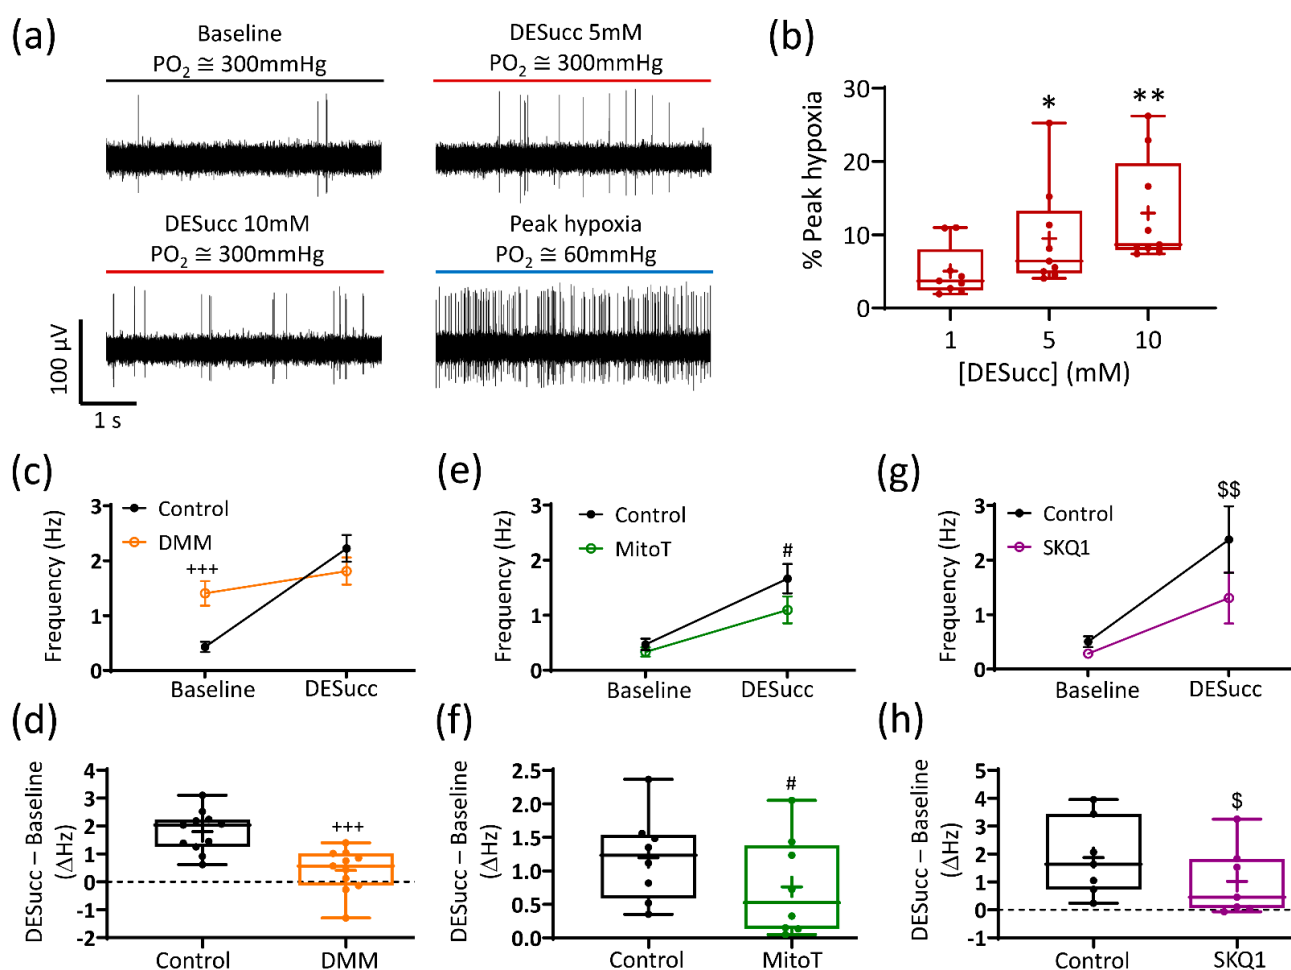 (a)
Baseline
PO₂ ≅ 300mmHg
DESucc 5mM
PO₂ ≅ 300mmHg
DESucc 10mM
PO₂ ≅ 300mmHg
Peak hypoxia
PO₂ ≅ 60mmHg
100 µV
1 s
(b)
% Peak hypoxia
30
20
10
0
*
**
1
5
10
[DESucc] (mM)
(c)
Frequency (Hz)
3
2
1
0
Control
DMM
+++
Baseline
DESucc
(e)
Frequency (Hz)
3
2
1
0
Control
MitoT
#
Baseline
DESucc
(g)
Frequency (Hz)
3
2
1
0
Control
SKQ1
$$
Baseline
DESucc
(d)
DESucc – Baseline
(ΔHz)
4
3
2
1
0
-1
-2
+++
Control
DMM
(f)
DESucc – Baseline
(ΔHz)
2.5
2.0
1.5
1.0
0.5
0.0
#
Control
MitoT
(h)
DESucc – Baseline
(ΔHz)
5
4
3
2
1
0
-1
$
Control
SKQ1